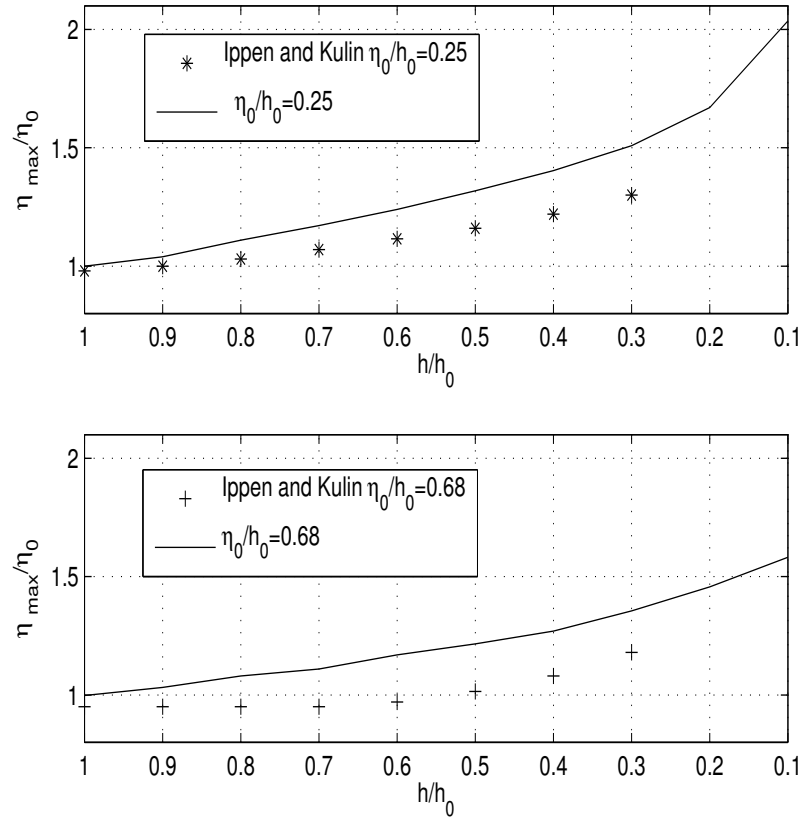 2
1.5
1
η max/η0
Ippen and Kulin η0/h0=0.25
η0/h0=0.25
1 0.9 0.8 0.7 0.6 0.5 0.4 0.3 0.2 0.1
h/h0
2
1.5
1
η max/η0
Ippen and Kulin η0/h0=0.68
η0/h0=0.68
1 0.9 0.8 0.7 0.6 0.5 0.4 0.3 0.2 0.1
h/h0